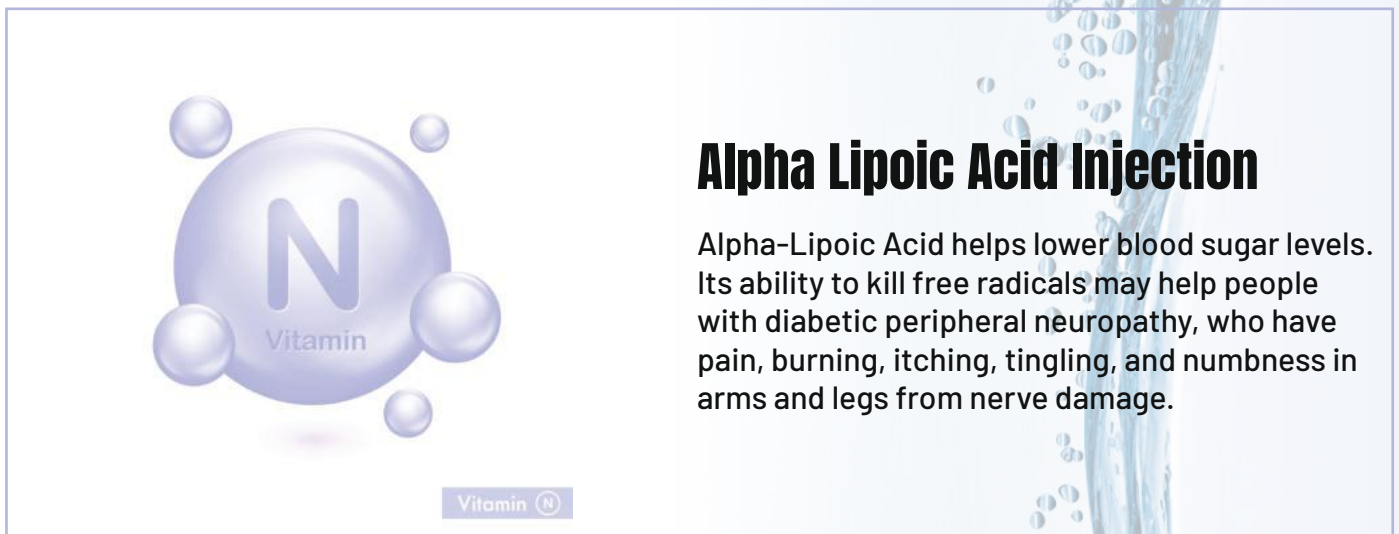 N
Vitamin
Vitamin N
Alpha Lipoic Acid Injection
Alpha-Lipoic Acid helps lower blood sugar levels.
Its ability to kill free radicals may help people
with diabetic peripheral neuropathy, who have
pain, burning, itching, tingling, and numbness in
arms and legs from nerve damage.